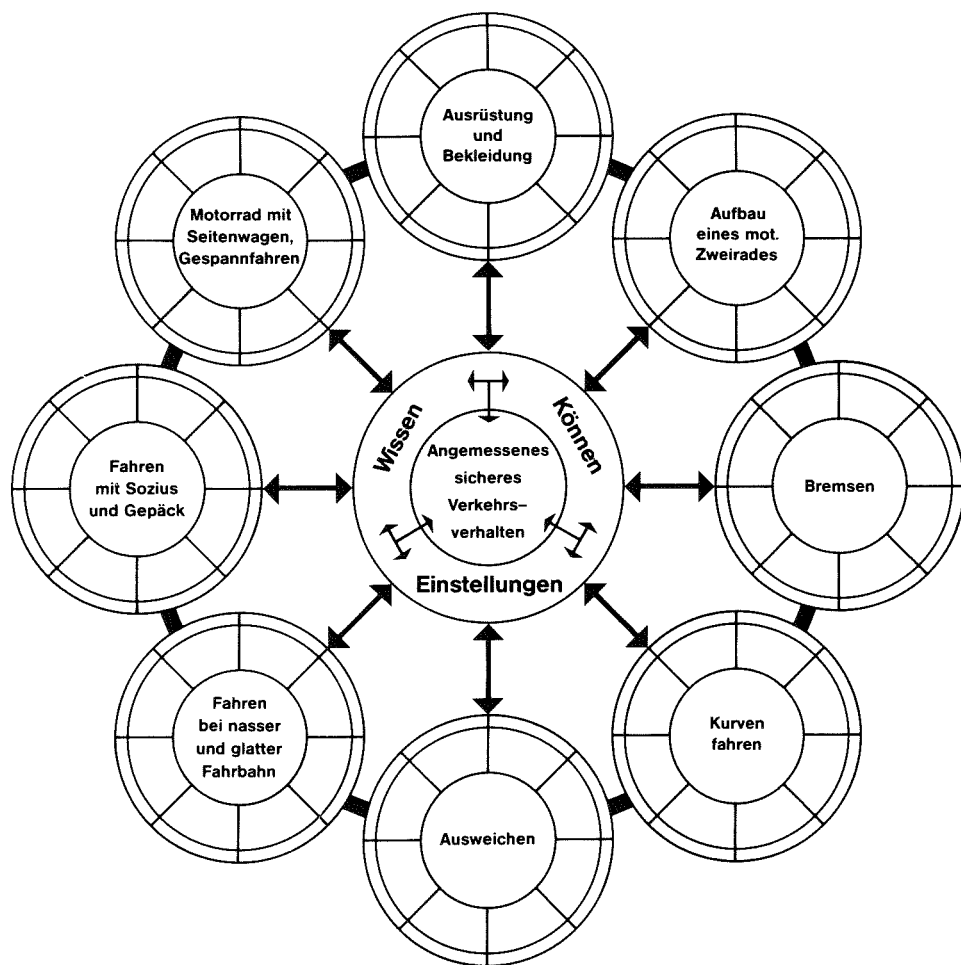 Ausrüstung
und
Bekleidung
Aufbau
eines mot.
Zweirades
Bremsen
Kurven
fahren
Ausweichen
Fahren
bei nasser
und glatter
Fahrbahn
Fahren
mit Sozius
und Gepäck
Motorrad mit
Seitenwagen,
Gespannfahren
Wissen
Können
Einstellungen
Angemessenes
sicheres
Verkehrs–
verhalten